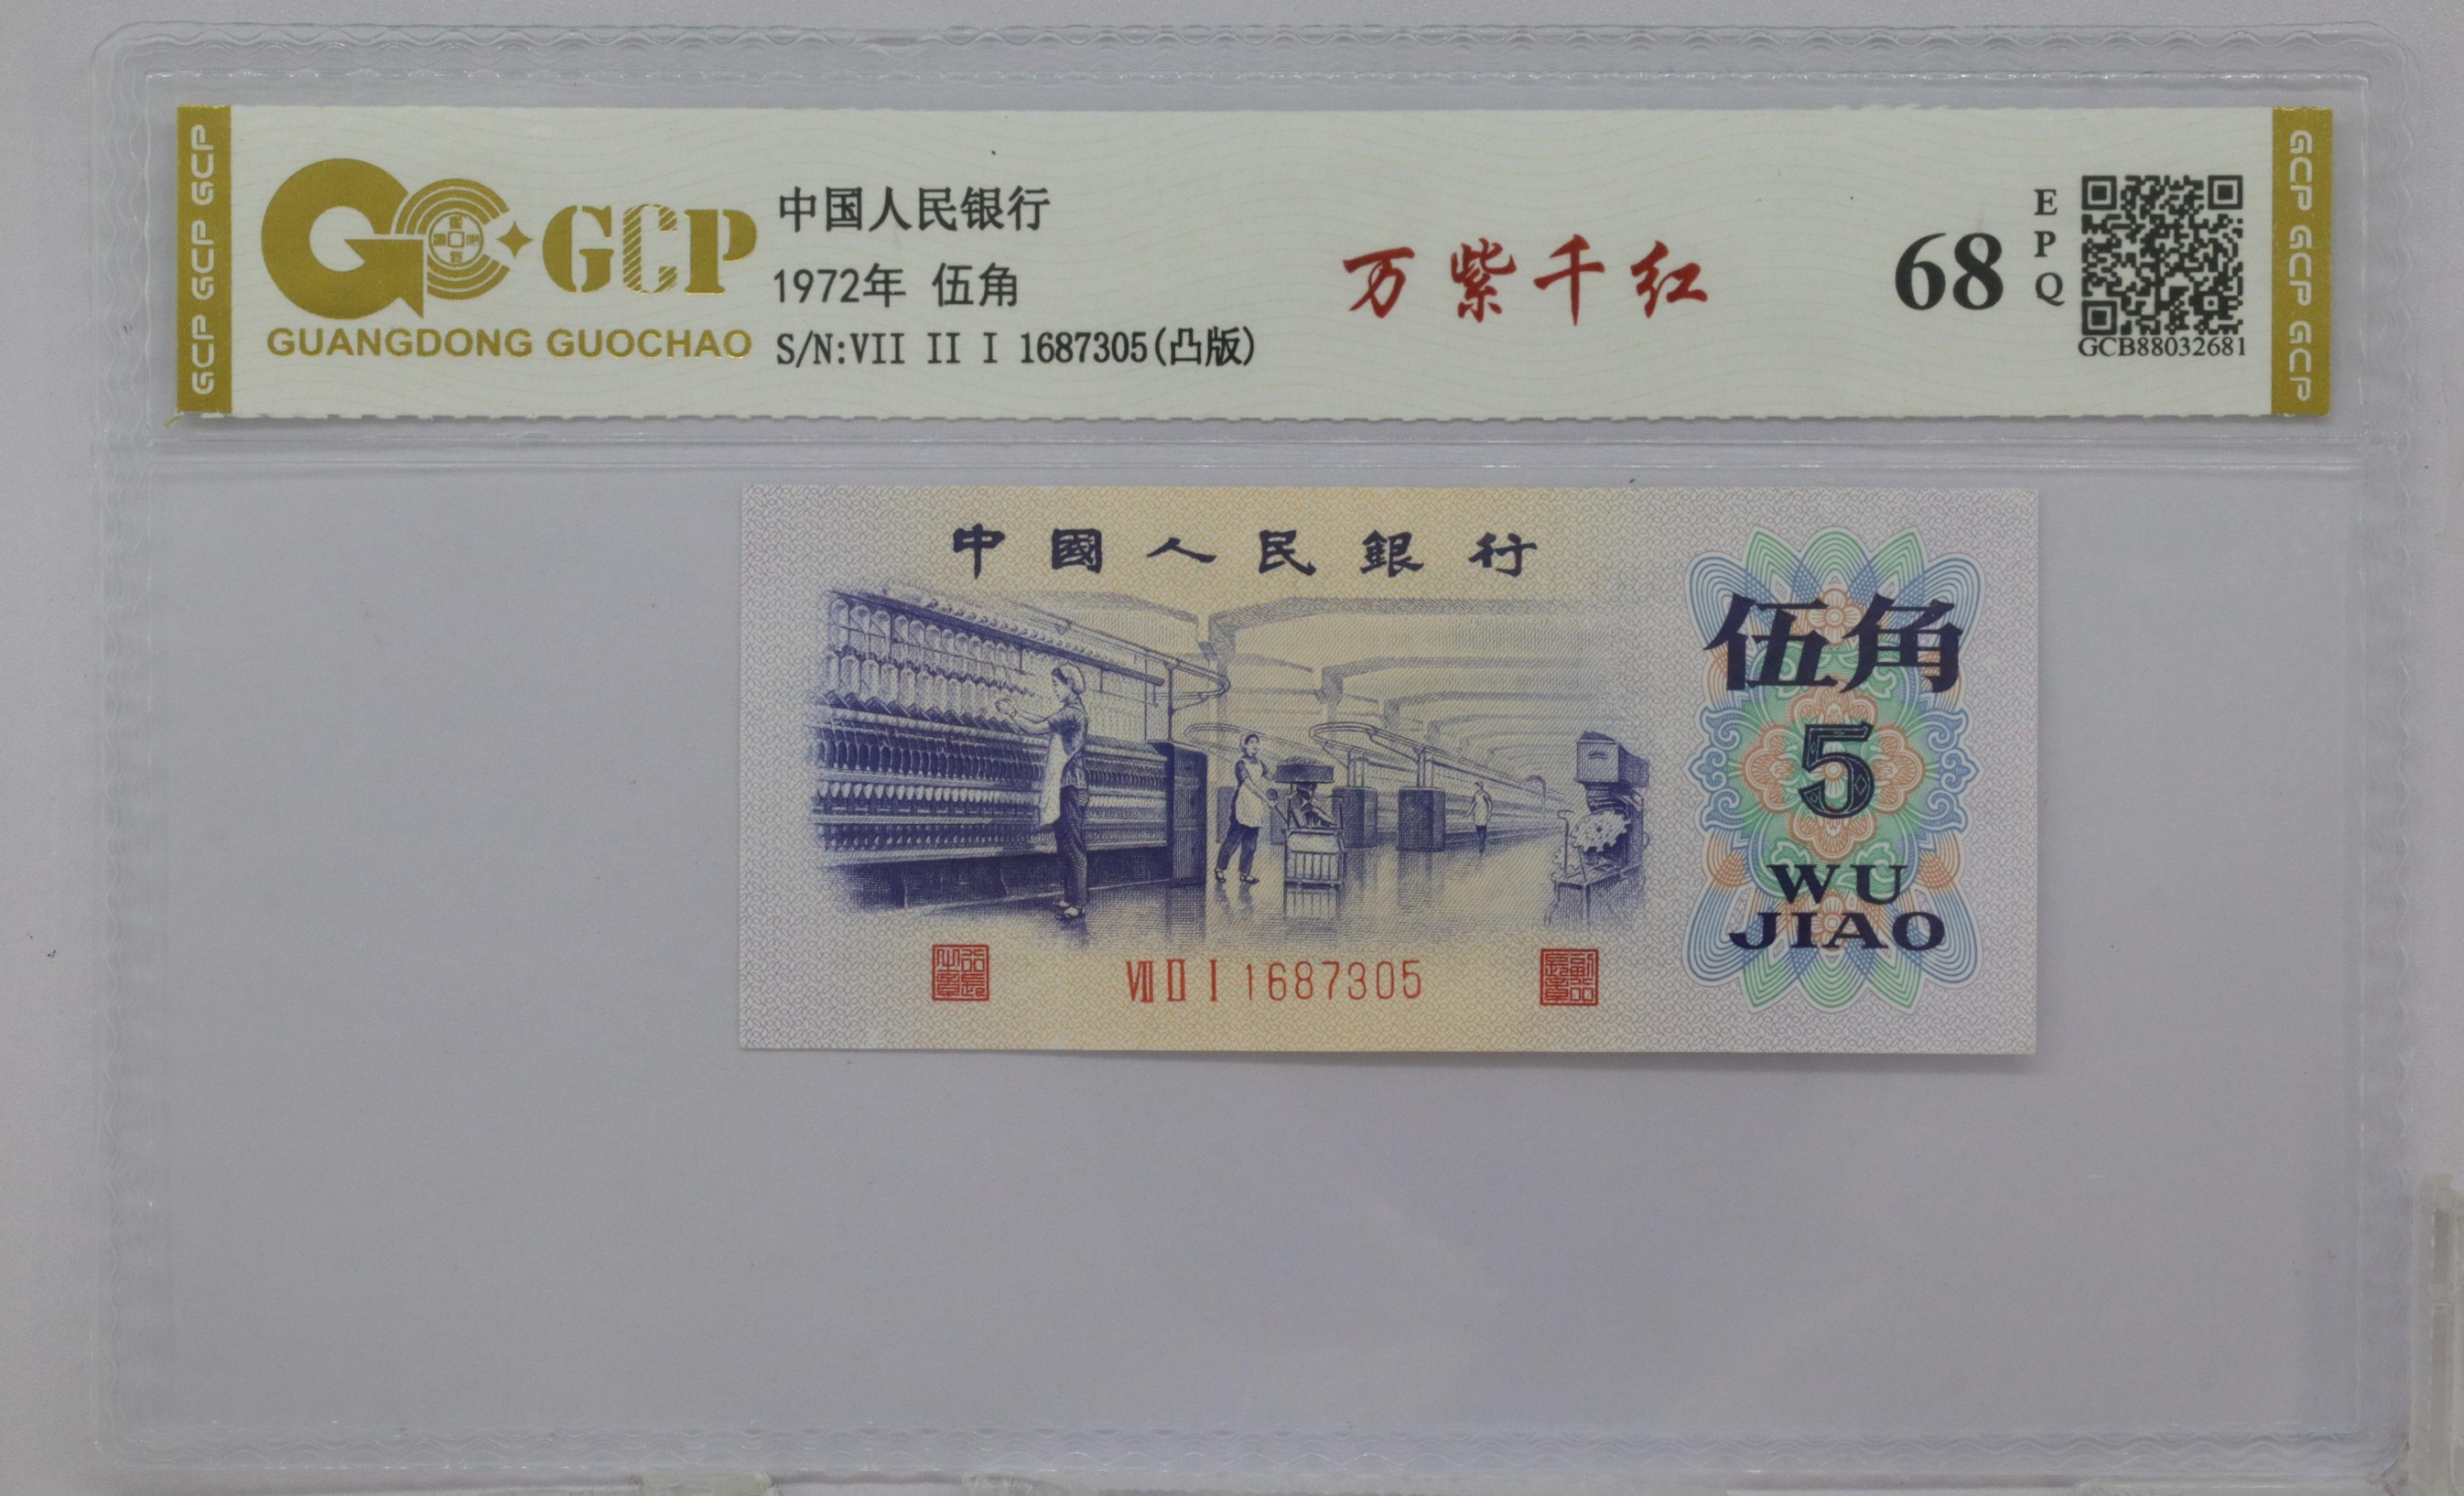 GCP GCP GCP
GCP
GUANGDONG GUOCHAO
中国人民银行
1972年 伍角
S/N:VII II I 1687305(凸版)
万紫千红
68
EPQ
GCB88032681
GCP GCP GCP
中國人民銀行
伍角
5
WU
JIAO
VII II I 1687305